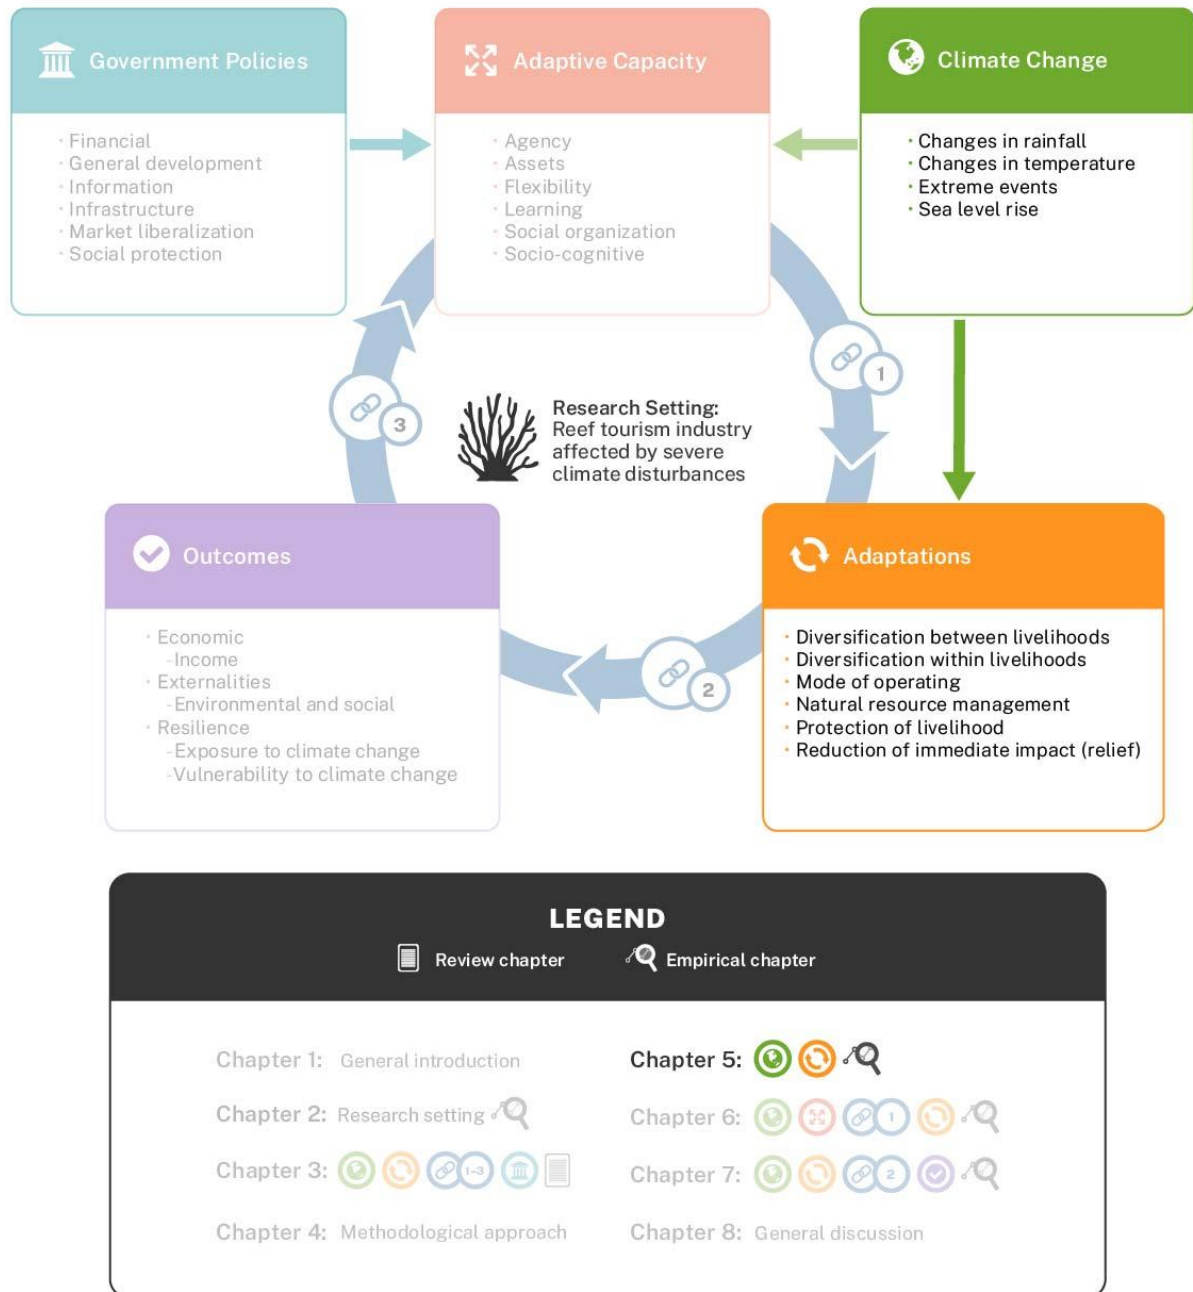 Government Policies
· Financial
· General development
· Information
· Infrastructure
· Market liberalization
· Social protection
Adaptive Capacity
· Agency
· Assets
· Flexibility
· Learning
· Social organization
· Socio-cognitive
Climate Change
· Changes in rainfall
· Changes in temperature
· Extreme events
· Sea level rise
1
3
Research Setting:
Reef tourism industry
affected by severe
climate disturbances
Outcomes
· Economic
-Income
· Externalities
-Environmental and social
· Resilience
-Exposure to climate change
-Vulnerability to climate change
2
Adaptations
· Diversification between livelihoods
· Diversification within livelihoods
· Mode of operating
· Natural resource management
· Protection of livelihood
· Reduction of immediate impact (relief)
LEGEND
Review chapter
Empirical chapter
Chapter 1: General introduction
Chapter 2: Research setting
Chapter 3: 1–3
Chapter 4: Methodological approach
Chapter 5:
Chapter 6: 1
Chapter 7: 2
Chapter 8: General discussion